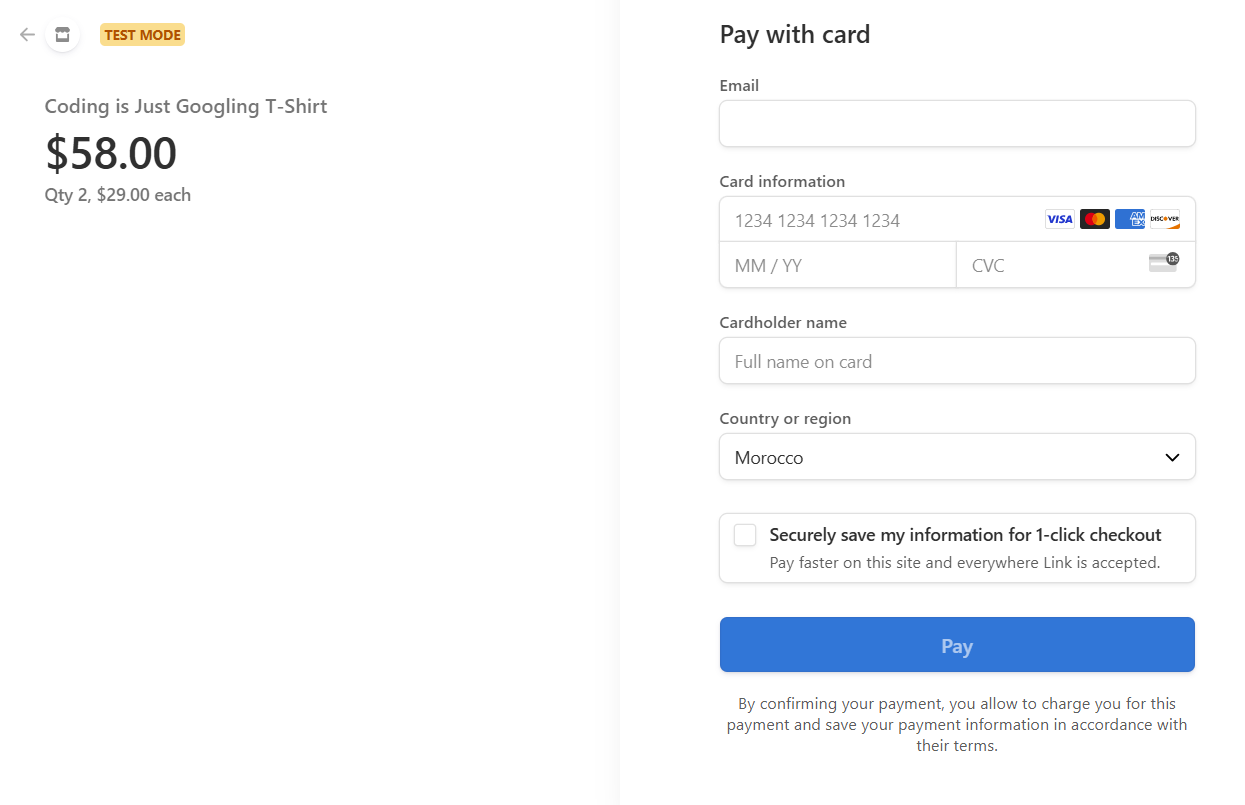 TEST MODE
Coding is Just Googling T-Shirt
$58.00
Qty 2, $29.00 each
Pay with card
Email
Card information
1234 1234 1234 1234
VISA
AM
EX
DISCOVER
MM / YY
CVC
135
Cardholder name
Full name on card
Country or region
Morocco
Securely save my information for 1-click checkout
Pay faster on this site and everywhere Link is accepted.
Pay
By confirming your payment, you allow to charge you for this
payment and save your payment information in accordance with
their terms.